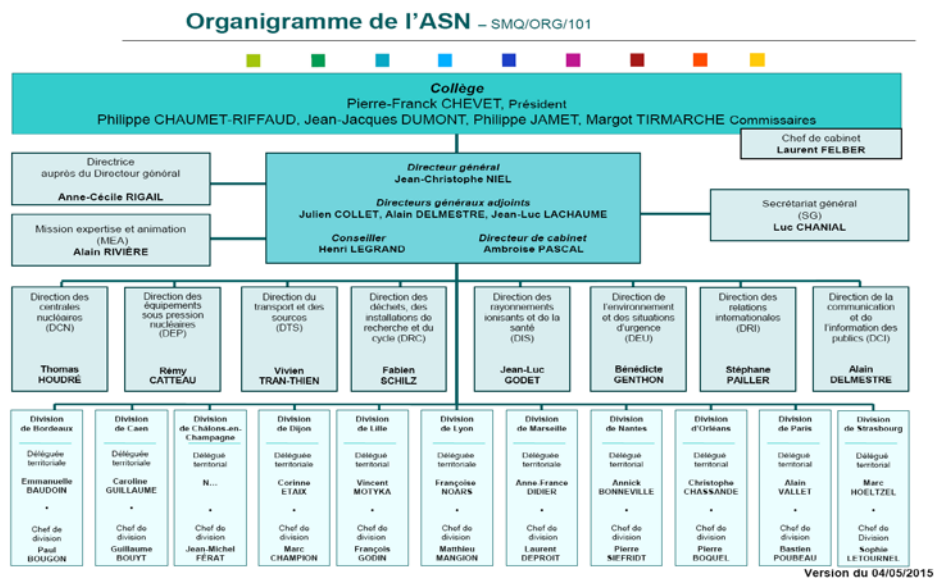 Organigramme de l'ASN – SMQ/ORG/101
Collège
Pierre-Franck CHEVET, Président
Philippe CHAUMET-RIFFAUD, Jean-Jacques DUMONT, Philippe JAMET, Margot TIRMARCHE Commissaires
Chef de cabinet
Laurent FELBER
Directrice
auprès du Directeur général
Anne-Cécile RIGAIL
Mission expertise et animation
(MEA)
Alain RIVIÈRE
Directeur général
Jean-Christophe NIEL
Directeurs généraux adjoints
Julien COLLET, Alain DELMESTRE, Jean-Luc LACHAUME
Conseiller
Henri LEGRAND
Directeur de cabinet
Ambroise PASCAL
Secrétariat général
(SG)
Luc CHANIAL
Direction des
centrales
nucléaires
(DCN)
Thomas
HOUDRÉ
Direction des
équipements
sous pression
nucléaires
(DEP)
Rémy
CATTEAU
Direction du
transport et des
sources
(DTS)
Vivien
TRAN-THIEN
Direction des
déchets, des
installations de
recherche et du
cycle (DRC)
Fabien
SCHILZ
Direction des
rayonnements
ionisants et de la
santé
(DIS)
Jean-Luc
GODET
Direction de
l'environnement
et des situations
d'urgence
(DEU)
Bénédicte
GENTHON
Direction des
relations
internationales
(DRI)
Stéphane
PAILLER
Direction de la
communication
et de
l'information des
publics (DCI)
Alain
DELMESTRE
Division
de Bordeaux
Déléguée
territoriale
Emmanuelle
BAUDOIN
•
Chef de
division
Paul
BOUGON
Division
de Caen
Déléguée
territoriale
Caroline
GUILLAUME
•
Chef de
division
Guillaume
BOUYT
Division
de Châlons-en-
Champagne
Délégué
territorial
N...
•
Chef de
division
Jean-Michel
FÉRAT
Division
de Dijon
Déléguée
territoriale
Corinne
ETAIX
•
Chef de
division
Marc
CHAMPION
Division
de Lille
Délégué
territorial
Vincent
MOTYKA
•
Chef de
division
François
GODIN
Division
de Lyon
Déléguée
territoriale
Françoise
NOARS
•
Chef de
division
Matthieu
MANGION
Division
de Marseille
Déléguée
territoriale
Anne-France
DIDIER
•
Chef de
division
Laurent
DEPROIT
Division
de Nantes
Déléguée
territoriale
Annick
BONNEVILLE
•
Chef de
division
Pierre
SIEFRIDT
Division
d'Orléans
Délégué
territorial
Christophe
CHASSANDE
•
Chef de
division
Pierre
BOQUEL
Division
de Paris
Délégué
territorial
Alain
VALLET
•
Chef de
division
Bastien
POUBEAU
Division
de Strasbourg
Délégué
territorial
Marc
HOELTZEL
•
Chef de
Division
Sophie
LETOURNEL
Version du 04/05/2015